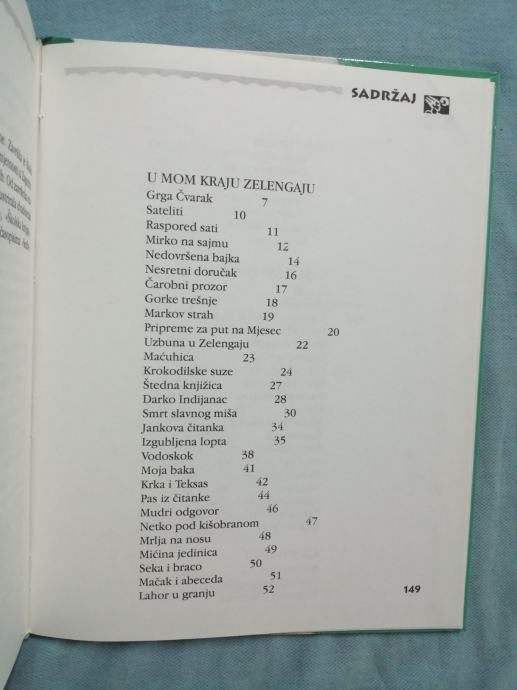 ne. Završila je
SADRŽAJ
U MOM KRAJU ZELENGAJU
Grga Čvarak 7
Sateliti 10
Raspored sati 11
Mirko na sajmu 12
Nedovršena bajka 14
Nesretni doručak 16
Čarobni prozor 17
Gorke trešnje 18
Markov strah 19
Pripreme za put na Mjesec 20
Uzbuna u Zelengaju 22
Maćuhica 23
Krokodilske suze 24
Štedna knjižica 27
Darko Indijanac 28
Smrt slavnog miša 30
Jankova čitanka 34
Izgubljena lopta 35
Vodoskok 38
Moja baka 41
Krka i Teksas 42
Pas iz čitanke 44
Mudri odgovor 46
Netko pod kišobranom 47
Mrlja na nosu 48
Mićina jedinica 49
Seka i braco 50
Mačak i abeceda 51
Lahor u granju 52
149